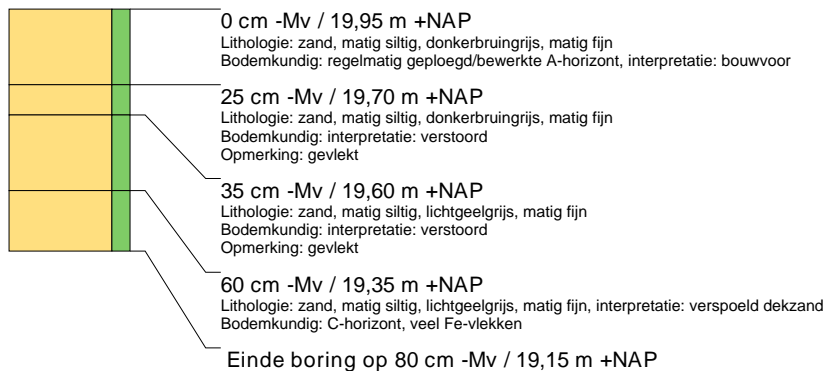 0 cm -Mv / 19,95 m +NAP
Lithologie: zand, matig siltig, donkerbruingrijs, matig fijn
Bodemkundig: regelmatig geploegd/bewerkte A-horizont, interpretatie: bouwvoor
25 cm -Mv / 19,70 m +NAP
Lithologie: zand, matig siltig, donkerbruingrijs, matig fijn
Bodemkundig: interpretatie: verstoord
Opmerking: gevlekt
35 cm -Mv / 19,60 m +NAP
Lithologie: zand, matig siltig, lichtgeelgrijs, matig fijn
Bodemkundig: interpretatie: verstoord
Opmerking: gevlekt
60 cm -Mv / 19,35 m +NAP
Lithologie: zand, matig siltig, lichtgeelgrijs, matig fijn, interpretatie: verspoeld dekzand
Bodemkundig: C-horizont, veel Fe-vlekken
Einde boring op 80 cm -Mv / 19,15 m +NAP